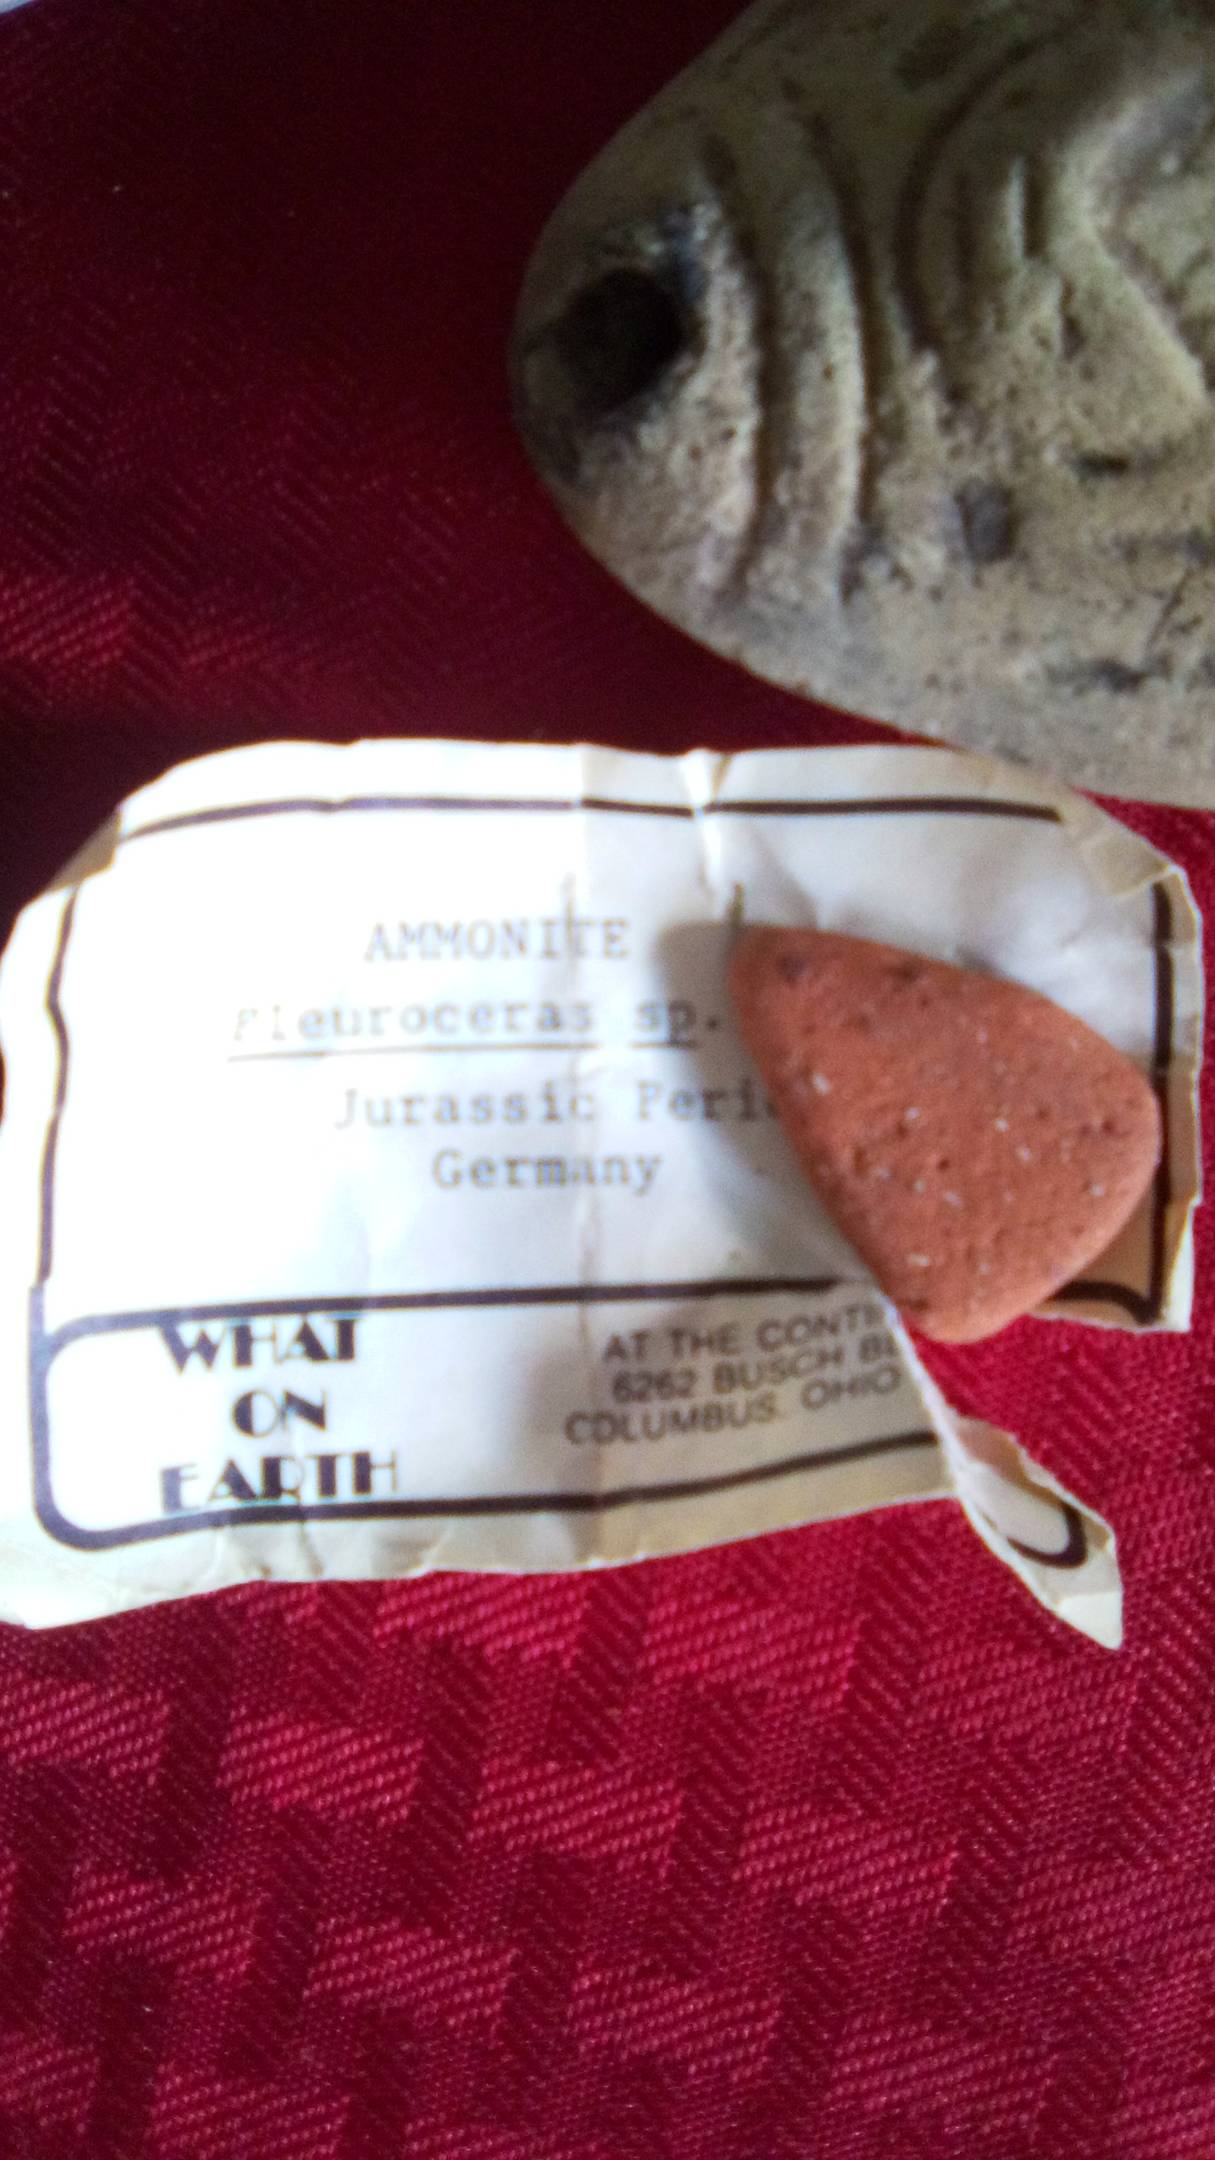 AMMONITE
Pleuroceras sp.
Jurassic
Germany
WHAT
ON
EARTH
AT THE
6262 BUSCH
COLUMBUS, OHIO